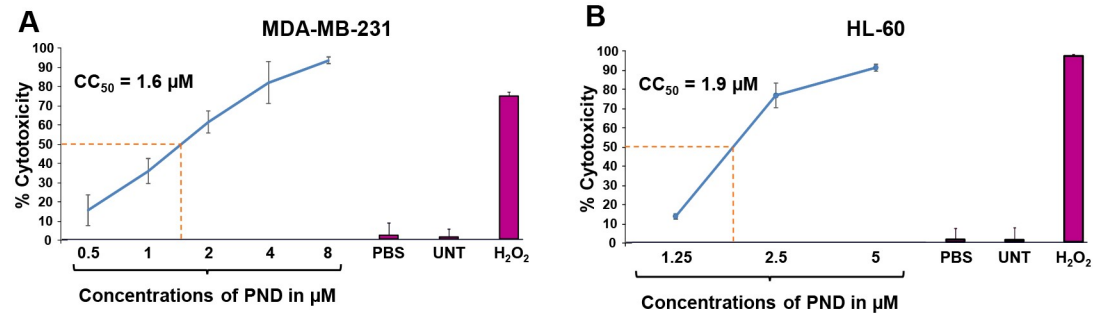 A
MDA-MB-231
% Cytotoxicity
100
90
80
70
60
50
40
30
20
10
0
CC₅₀ = 1.6 µM
0.5 1 2 4 8 PBS UNT H₂O₂
Concentrations of PND in µM
B
HL-60
% Cytotoxicity
100
90
80
70
60
50
40
30
20
10
0
CC₅₀ = 1.9 µM
1.25 2.5 5 PBS UNT H₂O₂
Concentrations of PND in µM